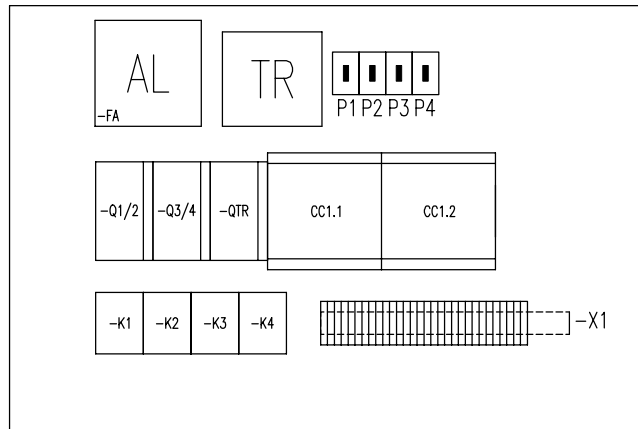 AL
-FA
TR
P1 P2 P3 P4
-Q1/2 -Q3/4 -QTR CC1.1 CC1.2
-K1 -K2 -K3 -K4 -X1